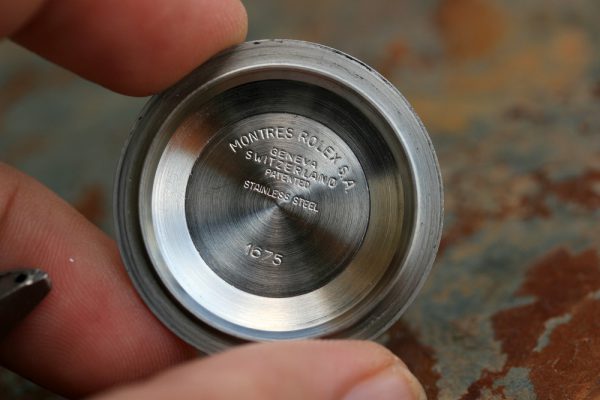 MONTRES ROLEX S.A
GENEVA
SWITZERLAND
PATENTED
STAINLESS STEEL
1675